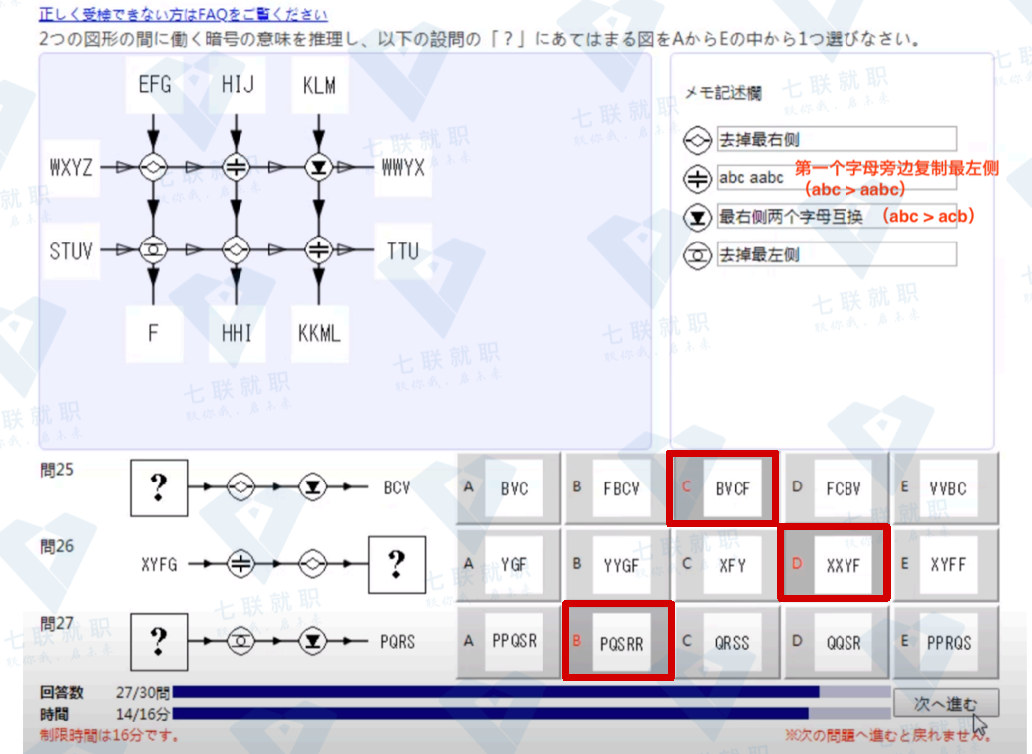 正しく受検できない方はFAQをご覧ください
2つの図形の間に働く暗号の意味を推理し、以下の設問の「？」にあてはまる図をAからEの中から1つ選びなさい。
EFG HIJ KLM
WXYZ WWYX
STUV TTU
F HHI KKML
メモ記述欄
去掉最右侧
abc aabc 第一个字母旁边复制最左侧
（abc > aabc）
最右侧两个字母互换 （abc > acb）
去掉最左侧
問25 ? BCV A BVC B FBCV C BVCF D FCBV E VVBC
問26 XYFG ? A YGF B YYGF C XFY D XXYF E XYFF
問27 ? PQRS A PPQSR B PQSRR C QRSS D QQSR E PPRQS
回答数 27/30問
時間 14/16分
次へ進む
制限時間は16分です。
※次の問題へ進むと戻れません。
七联就职